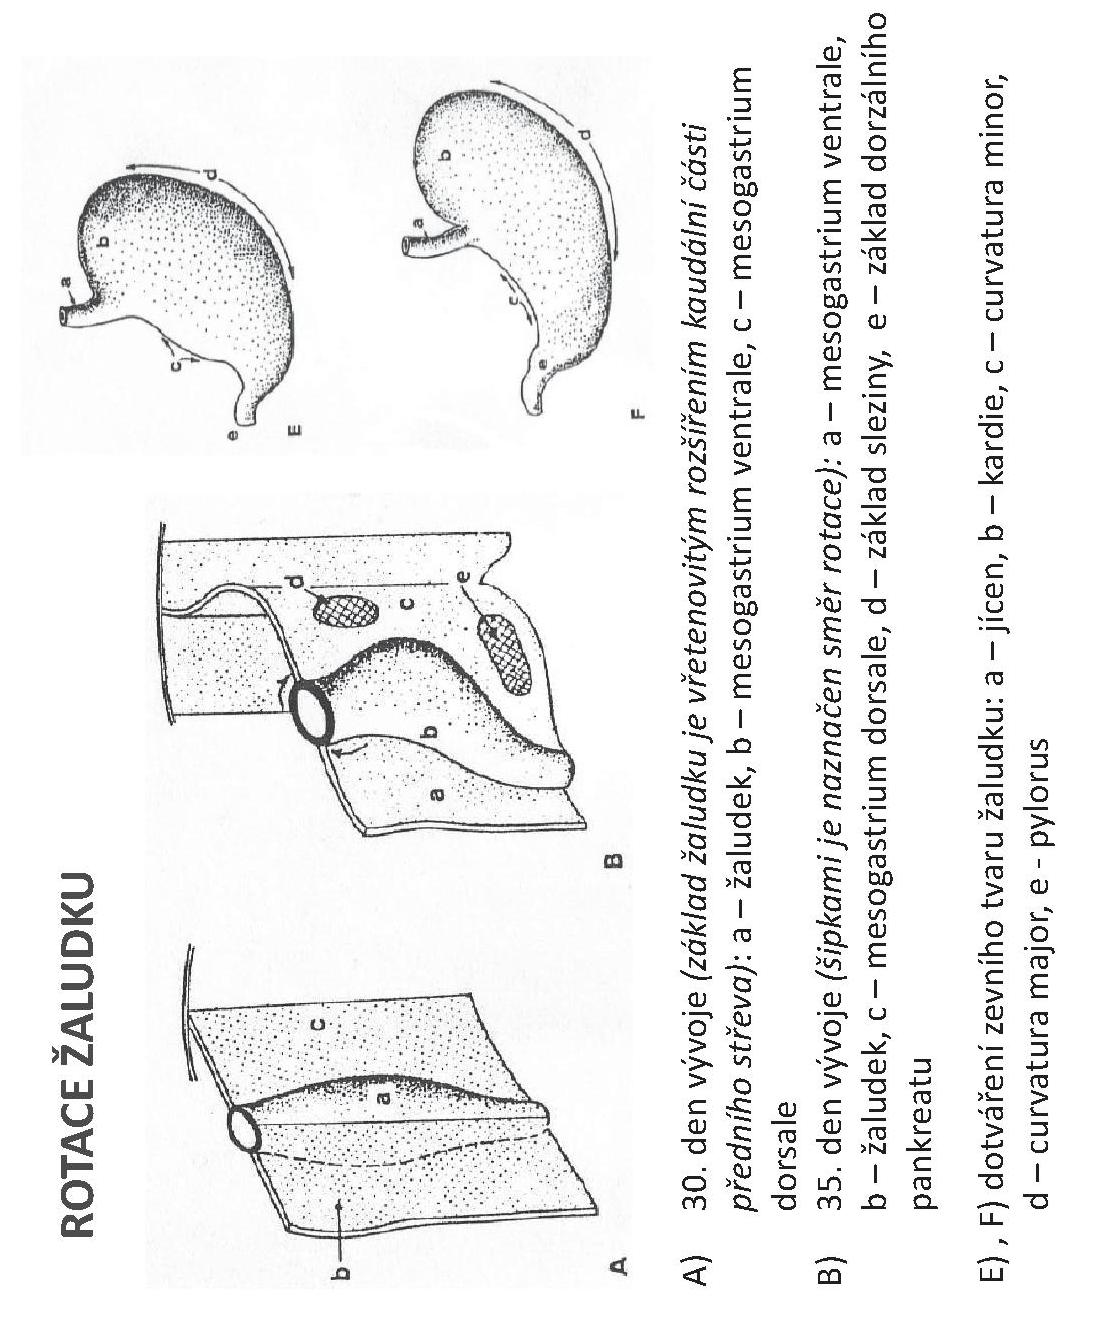 ROTACE ŽALUDKU
b
a
c
A
a
b
c
d
e
B
a
b
c
d
e
E
a
b
c
d
e
F
A) 30. den vývoje (základ žaludku je vřetenovitým rozšířením kaudální části
předního střeva): a – žaludek, b – mesogastrium ventrale, c – mesogastrium
dorsale
B) 35. den vývoje (šipkami je naznačen směr rotace): a – mesogastrium ventrale,
b – žaludek, c – mesogastrium dorsale, d – základ sleziny, e – základ dorzálního
pankreatu
E) , F) dotváření zevního tvaru žaludku: a – jícen, b – kardie, c – curvatura minor,
d – curvatura major, e - pylorus